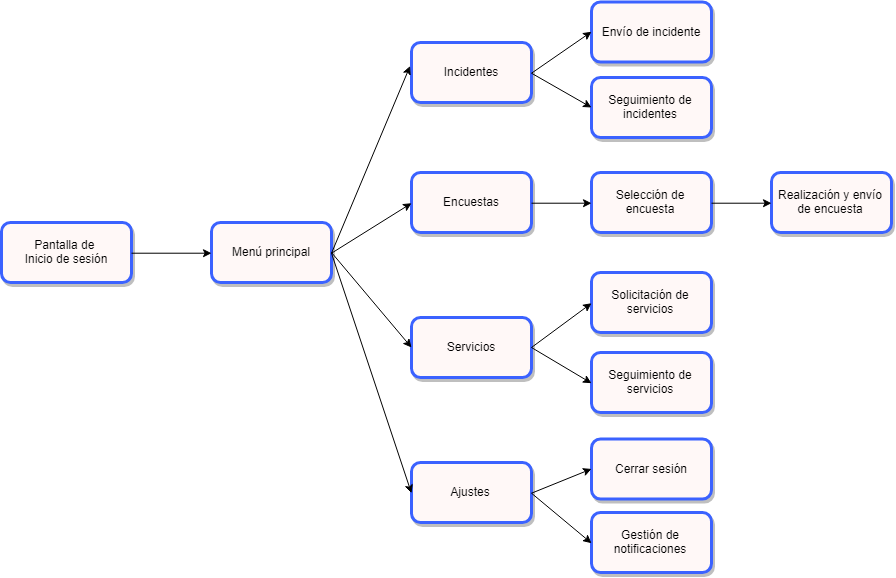 Pantalla de
Inicio de sesión
Menú principal
Incidentes
Envío de incidente
Seguimiento de
incidentes
Encuestas
Selección de
encuesta
Realización y envío
de encuesta
Servicios
Solicitación de
servicios
Seguimiento de
servicios
Ajustes
Cerrar sesión
Gestión de
notificaciones